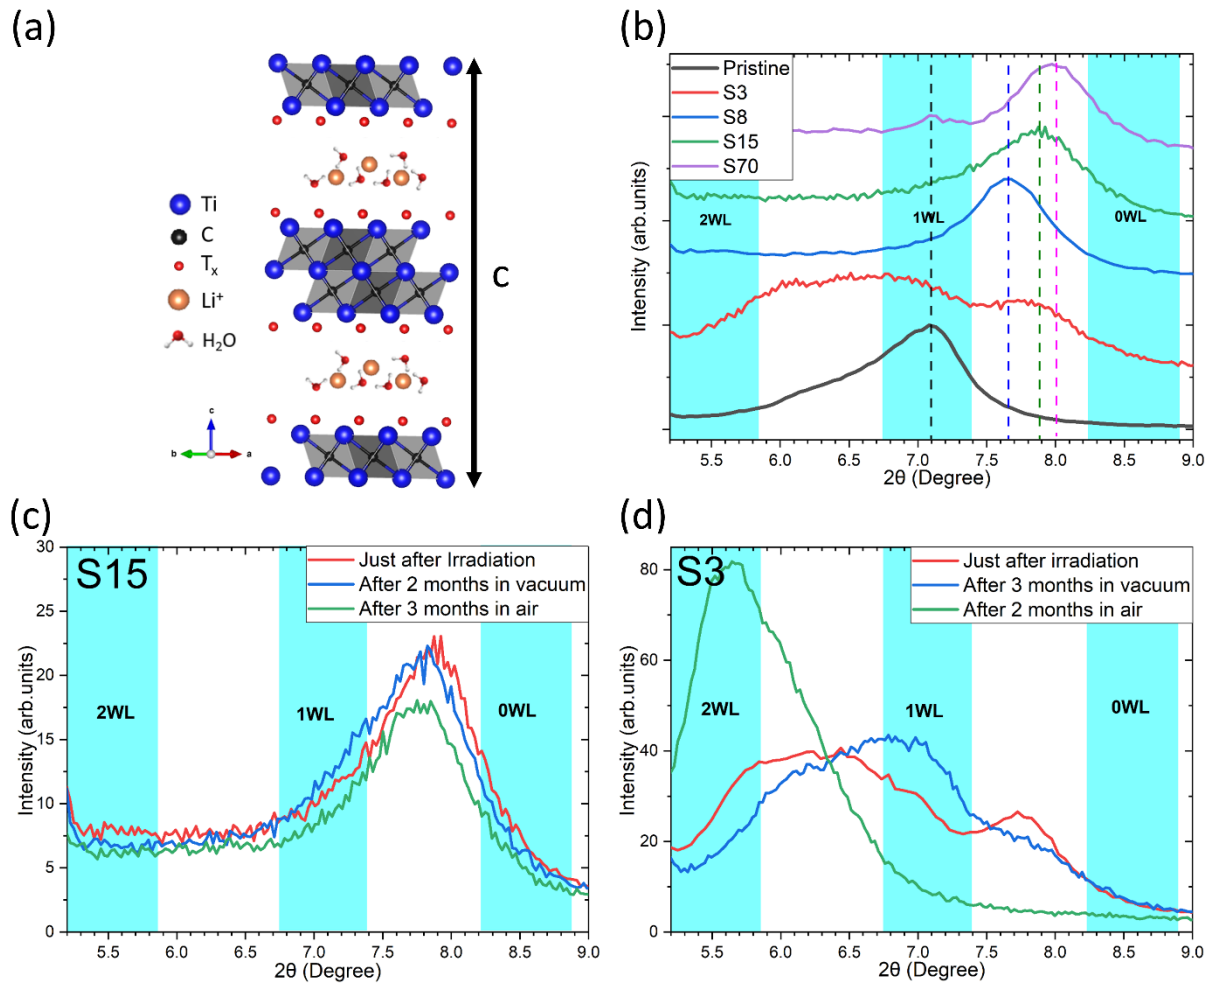 (a)
Ti
C
Tx
Li+
H2O
c
b
a
C
(b)
Pristine
S3
S8
S15
S70
2WL
1WL
0WL
Intensity (arb.units)
5.5 6.0 6.5 7.0 7.5 8.0 8.5 9.0
2θ (Degree)
(c)
S15
Just after Irradiation
After 2 months in vacuum
After 3 months in air
2WL
1WL
0WL
30
25
20
15
10
5
0
Intensity (arb.units)
5.5 6.0 6.5 7.0 7.5 8.0 8.5 9.0
2θ (Degree)
(d)
S3
Just after irradiation
After 3 months in vacuum
After 2 months in air
2WL
1WL
0WL
80
60
40
20
0
Intensity (arb.units)
5.5 6.0 6.5 7.0 7.5 8.0 8.5 9.0
2θ (Degree)